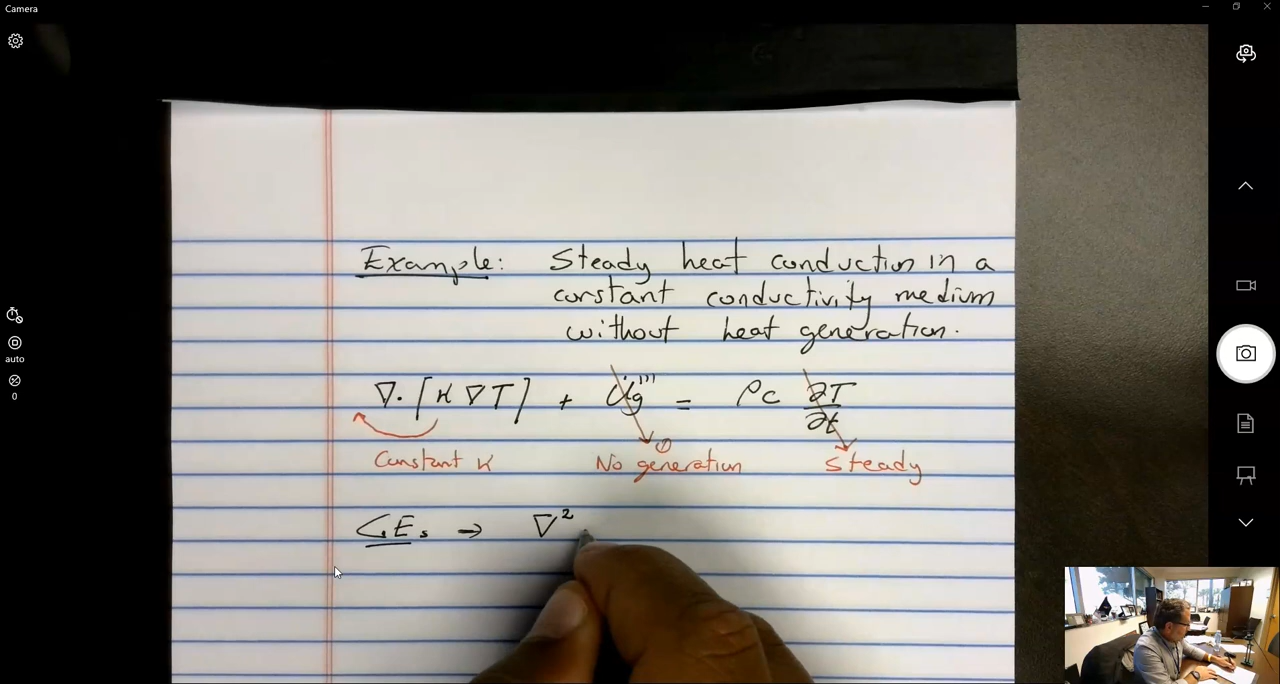 Camera
Example: Steady heat conduction in a
constant conductivity medium
without heat generation.
∇·[K ∇T] + U̇g''' = ρc ∂T/∂t
Constant K No generation Steady
GEs → ∇²
auto
0